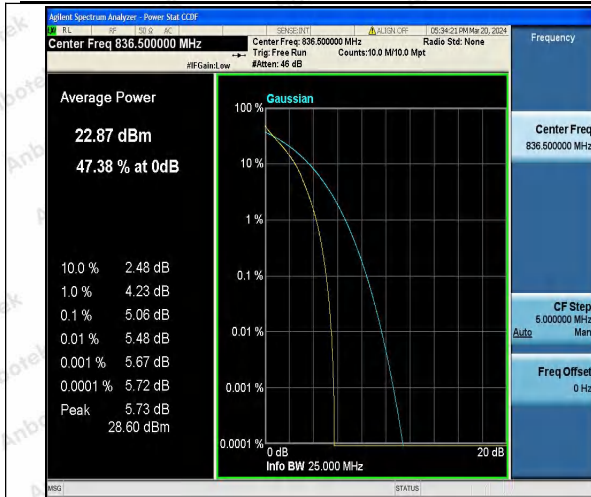 Agilent Spectrum Analyzer - Power Stat CCDF
RL RF 50 Ω AC SENSE:INT ALIGN OFF 05:34:21 PM Mar 20, 2024
Center Freq 836.500000 MHz
Center Freq: 836.500000 MHz Radio Std: None
Trig: Free Run Counts:10.0 M/10.0 Mpt
#IFGain:Low #Atten: 46 dB
Frequency
Average Power
22.87 dBm
47.38 % at 0dB
10.0 % 2.48 dB
1.0 % 4.23 dB
0.1 % 5.06 dB
0.01 % 5.48 dB
0.001 % 5.67 dB
0.0001 % 5.72 dB
Peak 5.73 dB
28.60 dBm
Gaussian
100 %
10 %
1 %
0.1 %
0.01 %
0.001 %
0.0001 %
0 dB 20 dB
Info BW 25.000 MHz
Center Freq
836.500000 MHz
CF Step
5.000000 MHz
Auto Man
Freq Offset
0 Hz
MSG STATUS